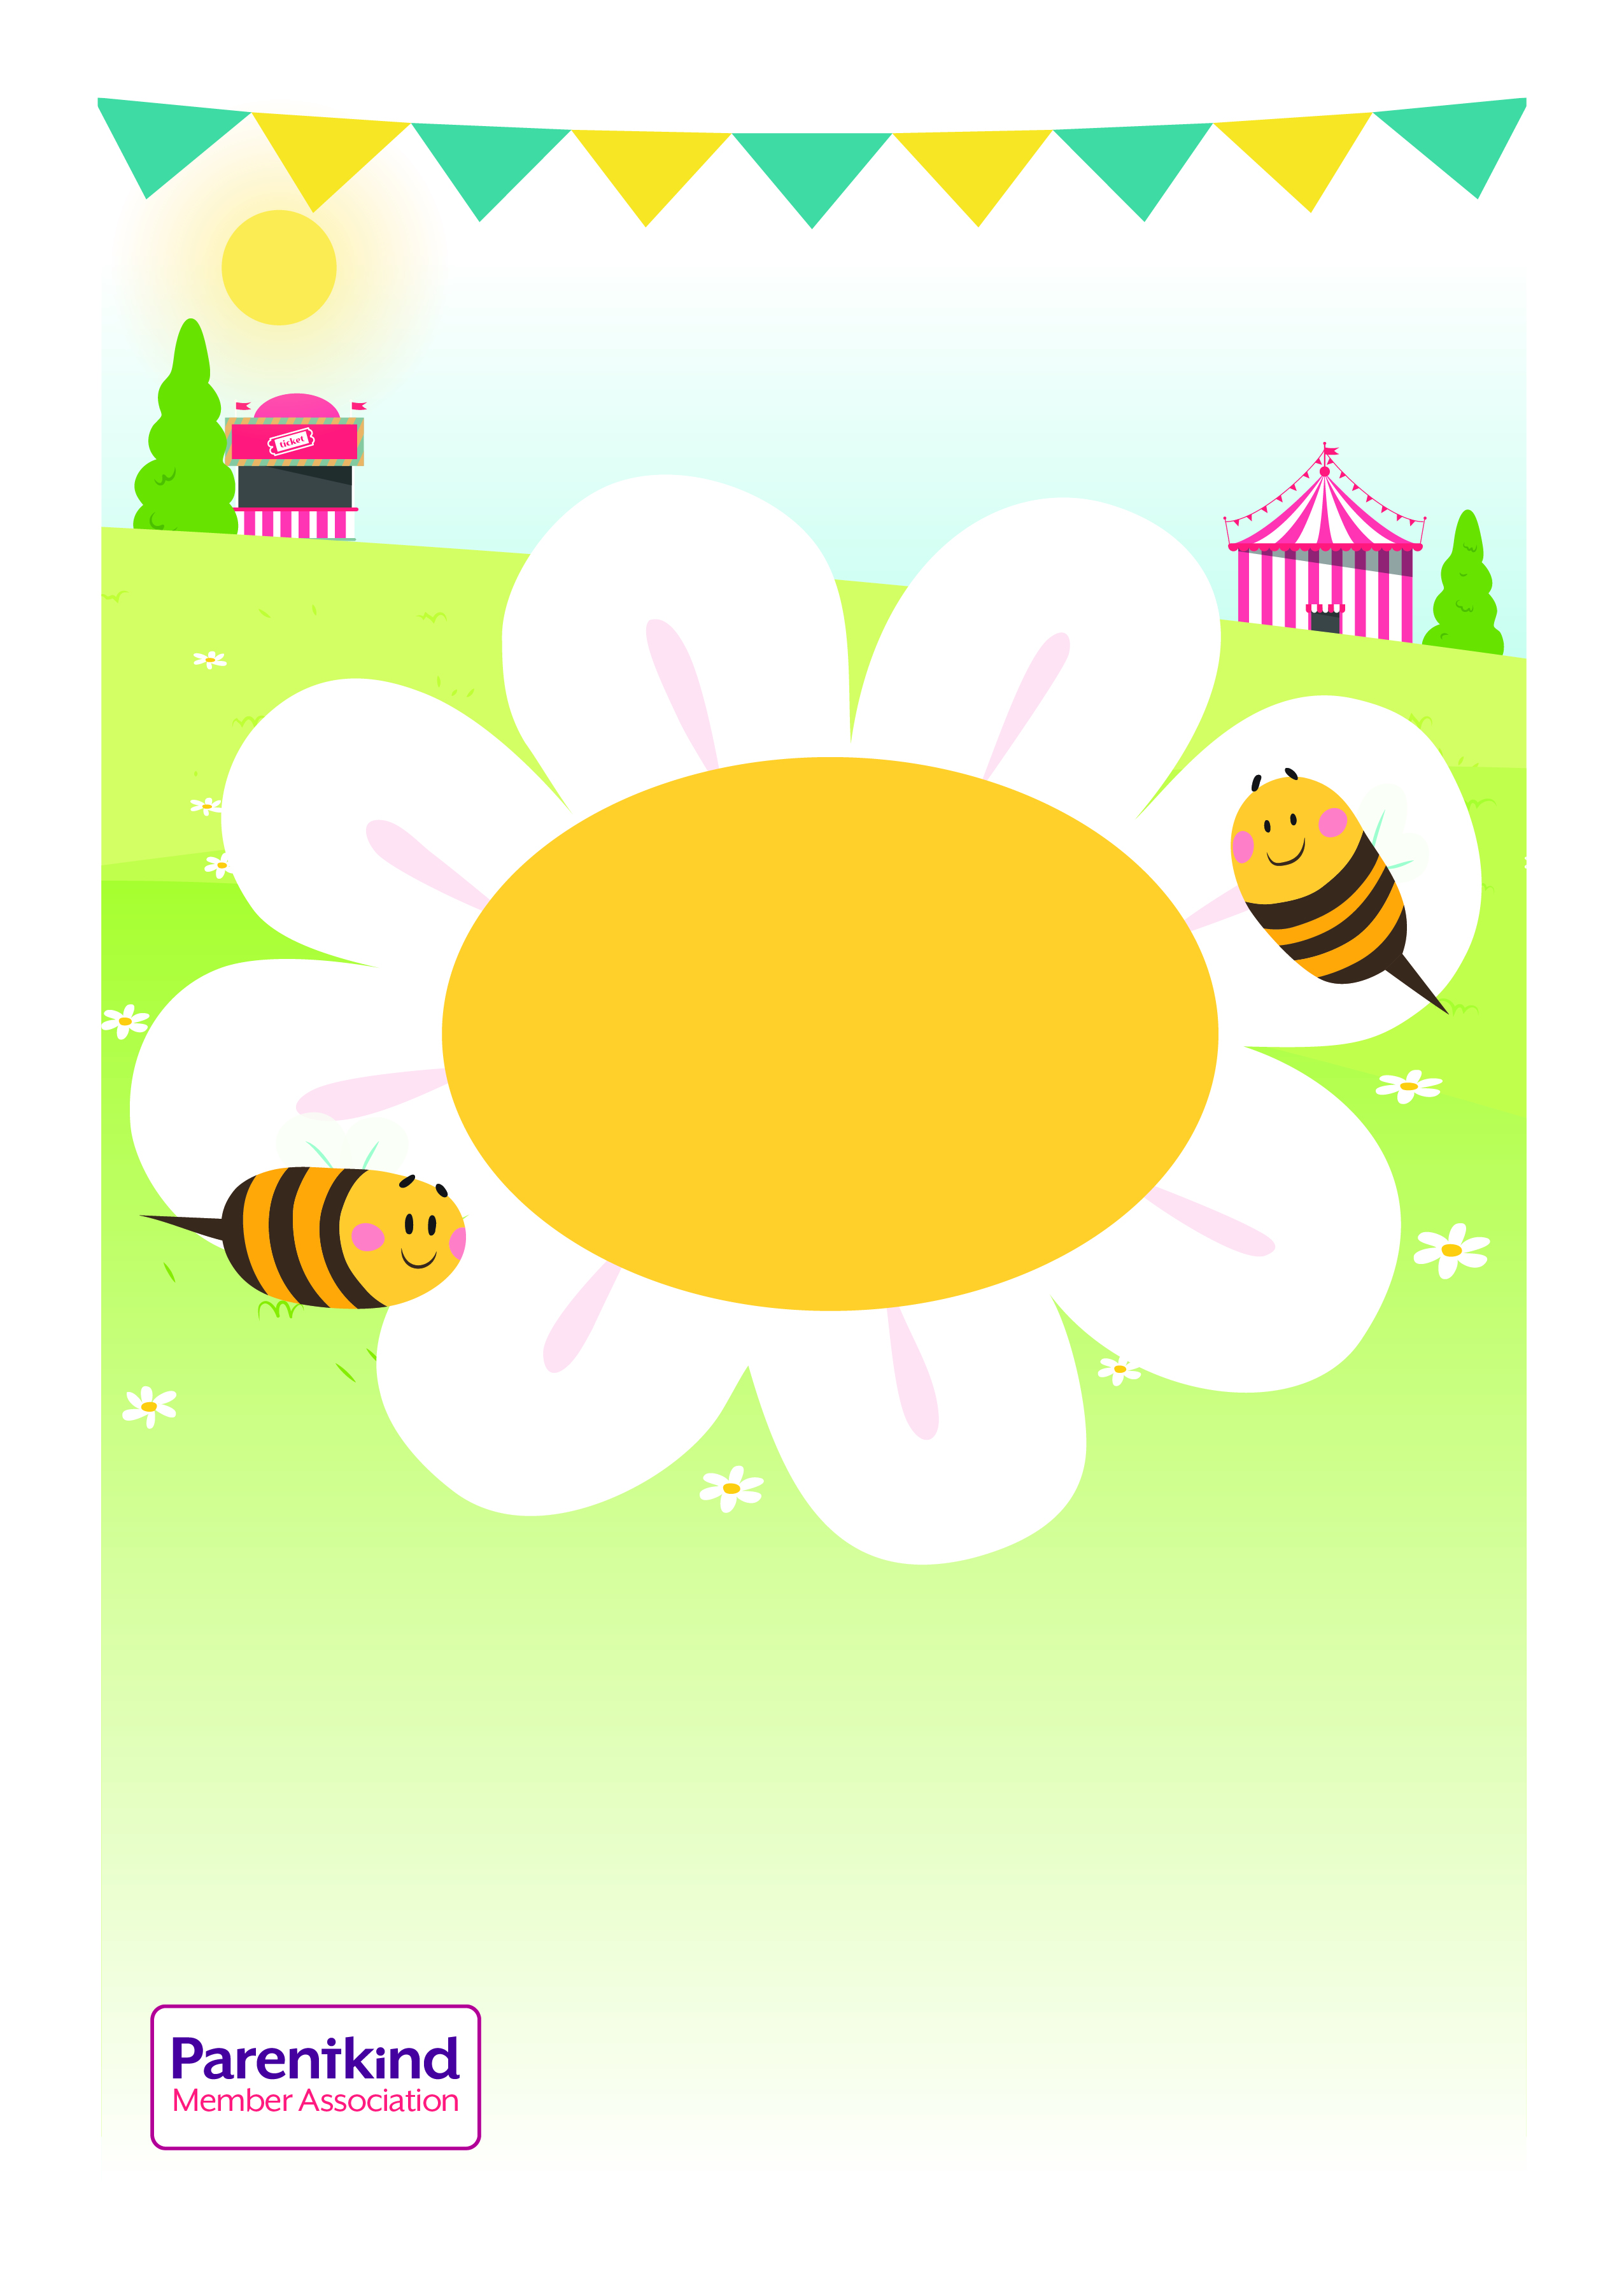 ticket
Parentkind
Member Association